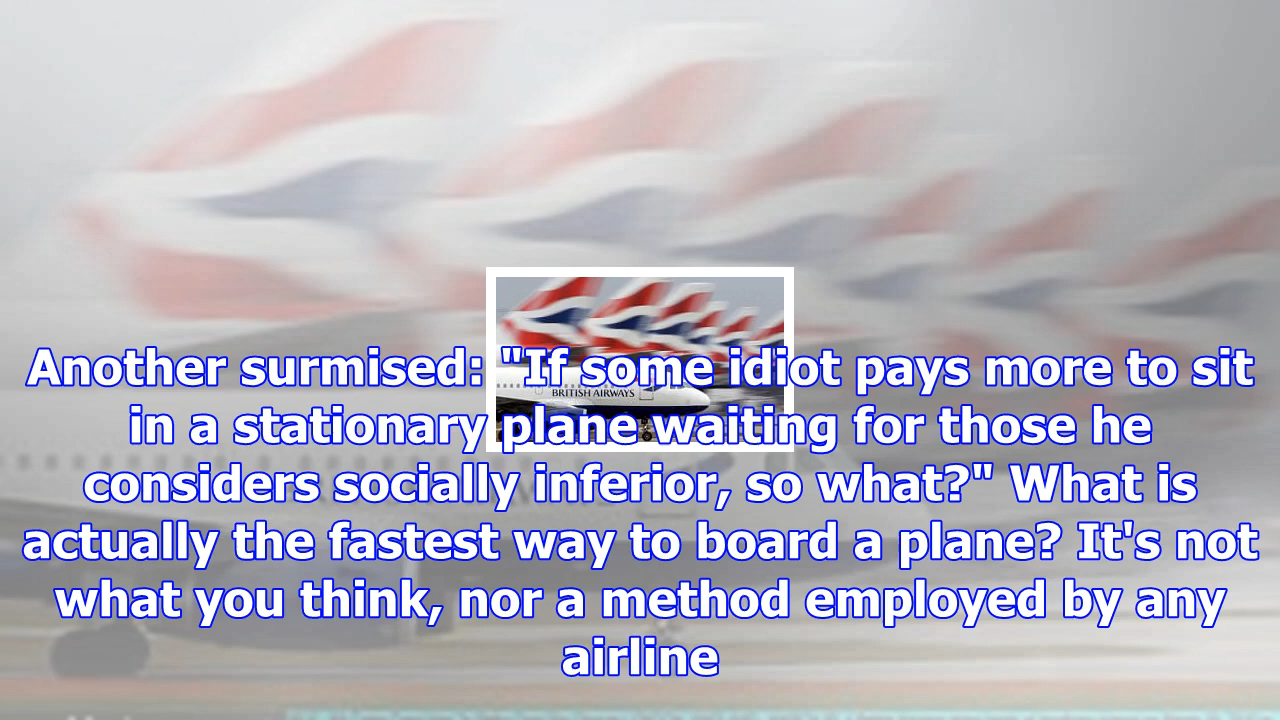 Another surmised: "If some idiot pays more to sit
in a stationary plane waiting for those he
considers socially inferior, so what?" What is
actually the fastest way to board a plane? It's not
what you think, nor a method employed by any
airline
BRITISH AIRWAYS